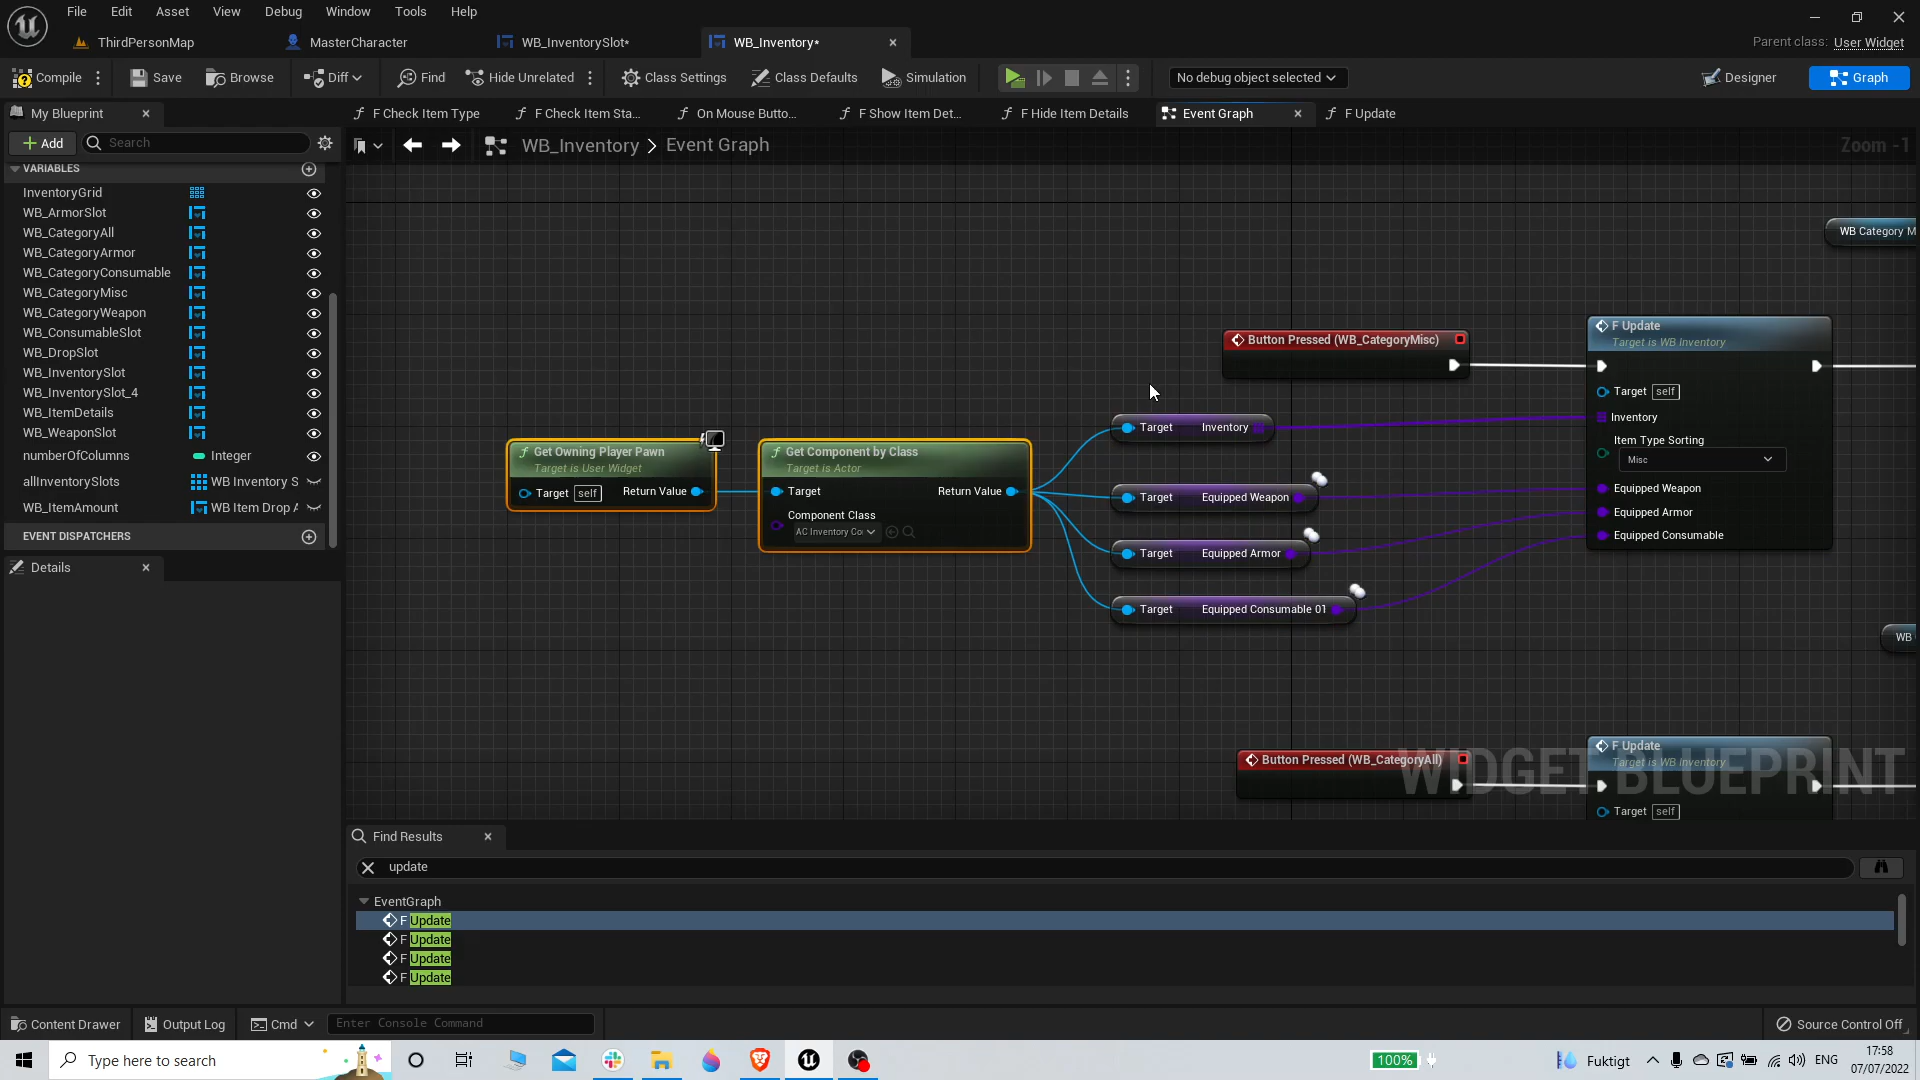 File Edit Asset View Debug Window Tools Help
ThirdPersonMap MasterCharacter WB_InventorySlot* WB_Inventory*
Parent class: User Widget
Compile Save Browse Diff Find Hide Unrelated Class Settings Class Defaults Simulation No debug object selected Designer Graph
My Blueprint
F Check Item Type F Check Item Sta... On Mouse Butto... F Show Item Det... F Hide Item Details Event Graph F Update
Add Search
WB_Inventory > Event Graph
Zoom -1
VARIABLES
InventoryGrid
WB_ArmorSlot
WB_CategoryAll
WB_CategoryArmor
WB_CategoryConsumable
WB_CategoryMisc
WB_CategoryWeapon
WB_ConsumableSlot
WB_DropSlot
WB_InventorySlot
WB_InventorySlot_4
WB_ItemDetails
WB_WeaponSlot
numberOfColumns Integer
allInventorySlots WB Inventory S
WB_ItemAmount WB Item Drop A
EVENT DISPATCHERS
Details
WB Category M
Button Pressed (WB_CategoryMisc)
F Update
Target is WB Inventory
Target self
Inventory
Item Type Sorting
Misc
Equipped Weapon
Equipped Armor
Equipped Consumable
Get Owning Player Pawn
Target is User Widget
Target self Return Value
Get Component by Class
Target is Actor
Target Return Value
Component Class
AC Inventory Co
Target Inventory
Target Equipped Weapon
Target Equipped Armor
Target Equipped Consumable 01
WB
Button Pressed (WB_CategoryAll)
F Update
Target is WB Inventory
Target self
WIDGET BLUEPRINT
Find Results
update
EventGraph
F Update
F Update
F Update
F Update
Content Drawer Output Log Cmd Enter Console Command Source Control Off
Type here to search
100%
Fuktigt
ENG
17:58
07/07/2022